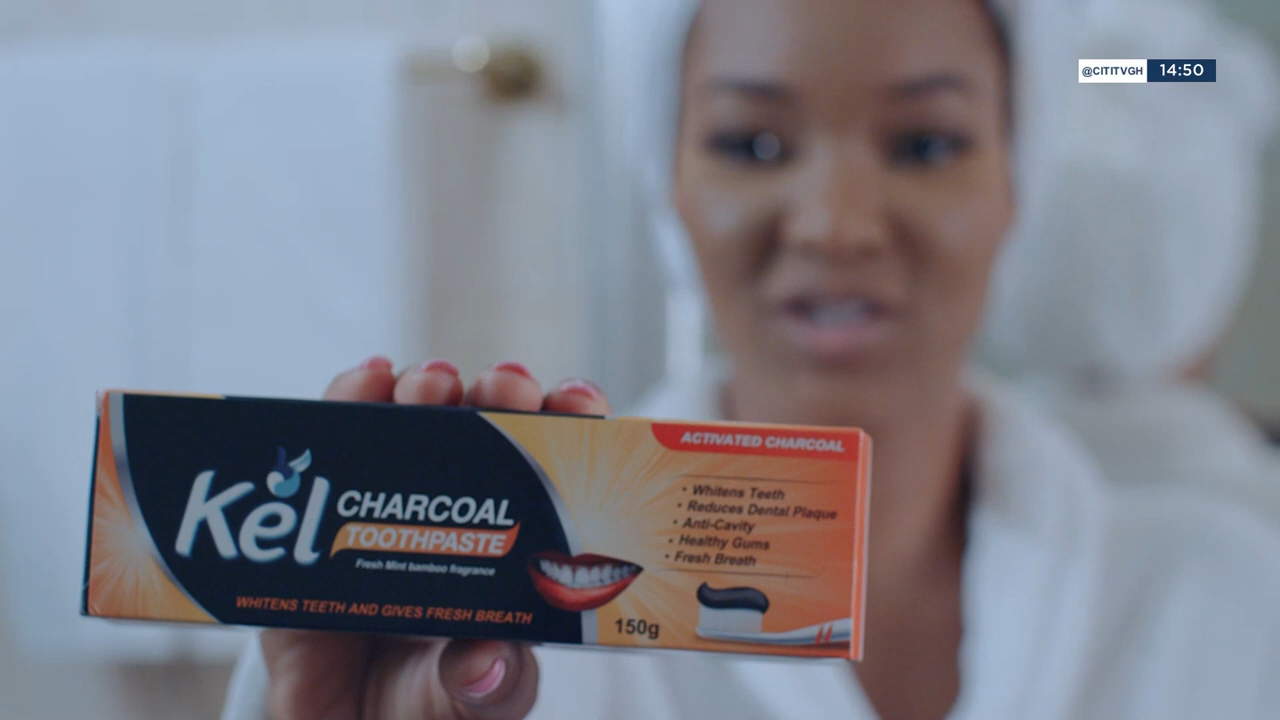 @CITITVGH 14:50
ACTIVATED CHARCOAL
Kel CHARCOAL
TOOTHPASTE
Fresh Mint bamboo fragrance
WHITENS TEETH AND GIVES FRESH BREATH
• Whitens Teeth
• Reduces Dental Plaque
• Anti-Cavity
• Healthy Gums
• Fresh Breath
150g